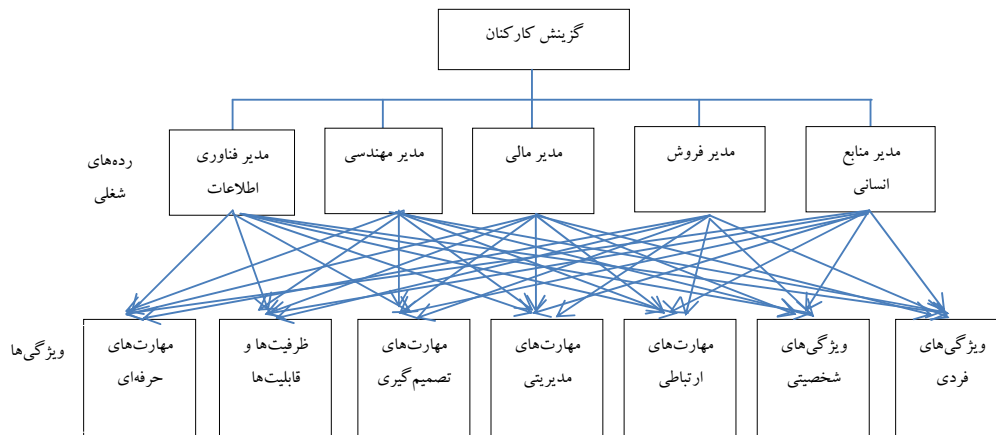 گزینش کارکنان
رده‌های
شغلی
مدیر منابع
انسانی
مدیر فروش
مدیر مالی
مدیر مهندسی
مدیر فناوری
اطلاعات
ویژگی‌ها
ویژگی‌های
فردی
ویژگی‌های
شخصیتی
مهارت‌های
ارتباطی
مهارت‌های
مدیریتی
مهارت‌های
تصمیم‌گیری
ظرفیت‌ها و
قابلیت‌ها
مهارت‌های
حرفه‌ای